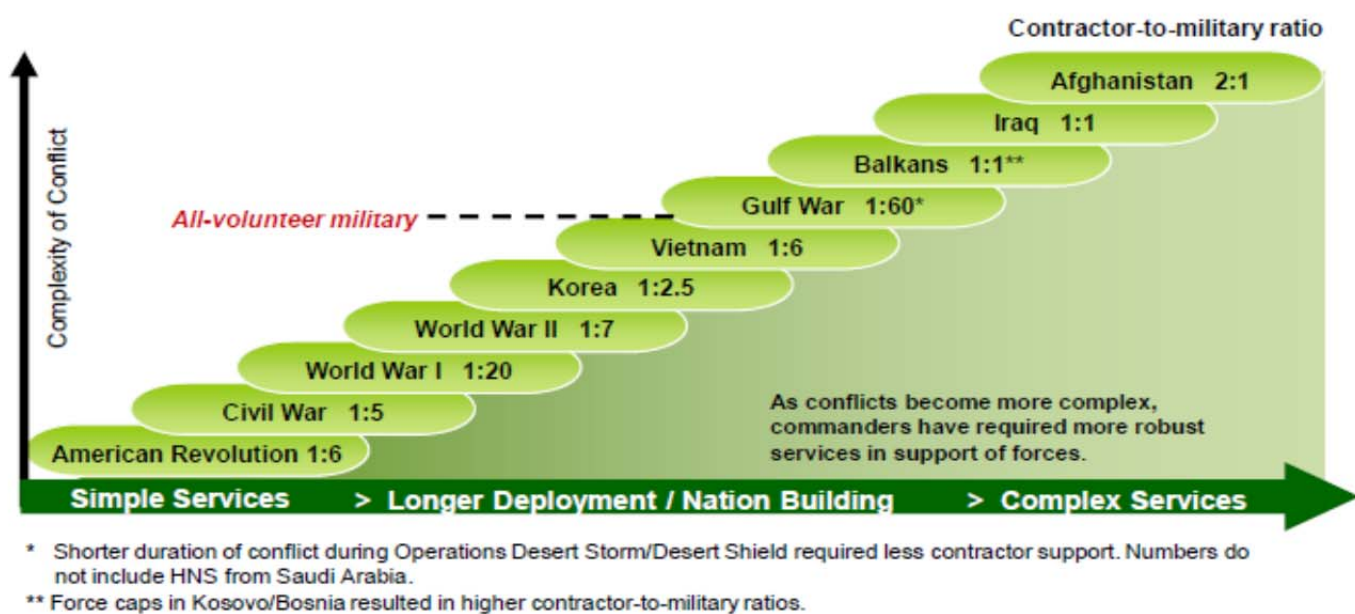 Contractor-to-military ratio
Afghanistan 2:1
Iraq 1:1
Balkans 1:1**
Gulf War 1:60*
All-volunteer military
Vietnam 1:6
Korea 1:2.5
World War II 1:7
World War I 1:20
Civil War 1:5
American Revolution 1:6
Complexity of Conflict
As conflicts become more complex,
commanders have required more robust
services in support of forces.
Simple Services > Longer Deployment / Nation Building > Complex Services
* Shorter duration of conflict during Operations Desert Storm/Desert Shield required less contractor support. Numbers do
not include HNS from Saudi Arabia.
** Force caps in Kosovo/Bosnia resulted in higher contractor-to-military ratios.